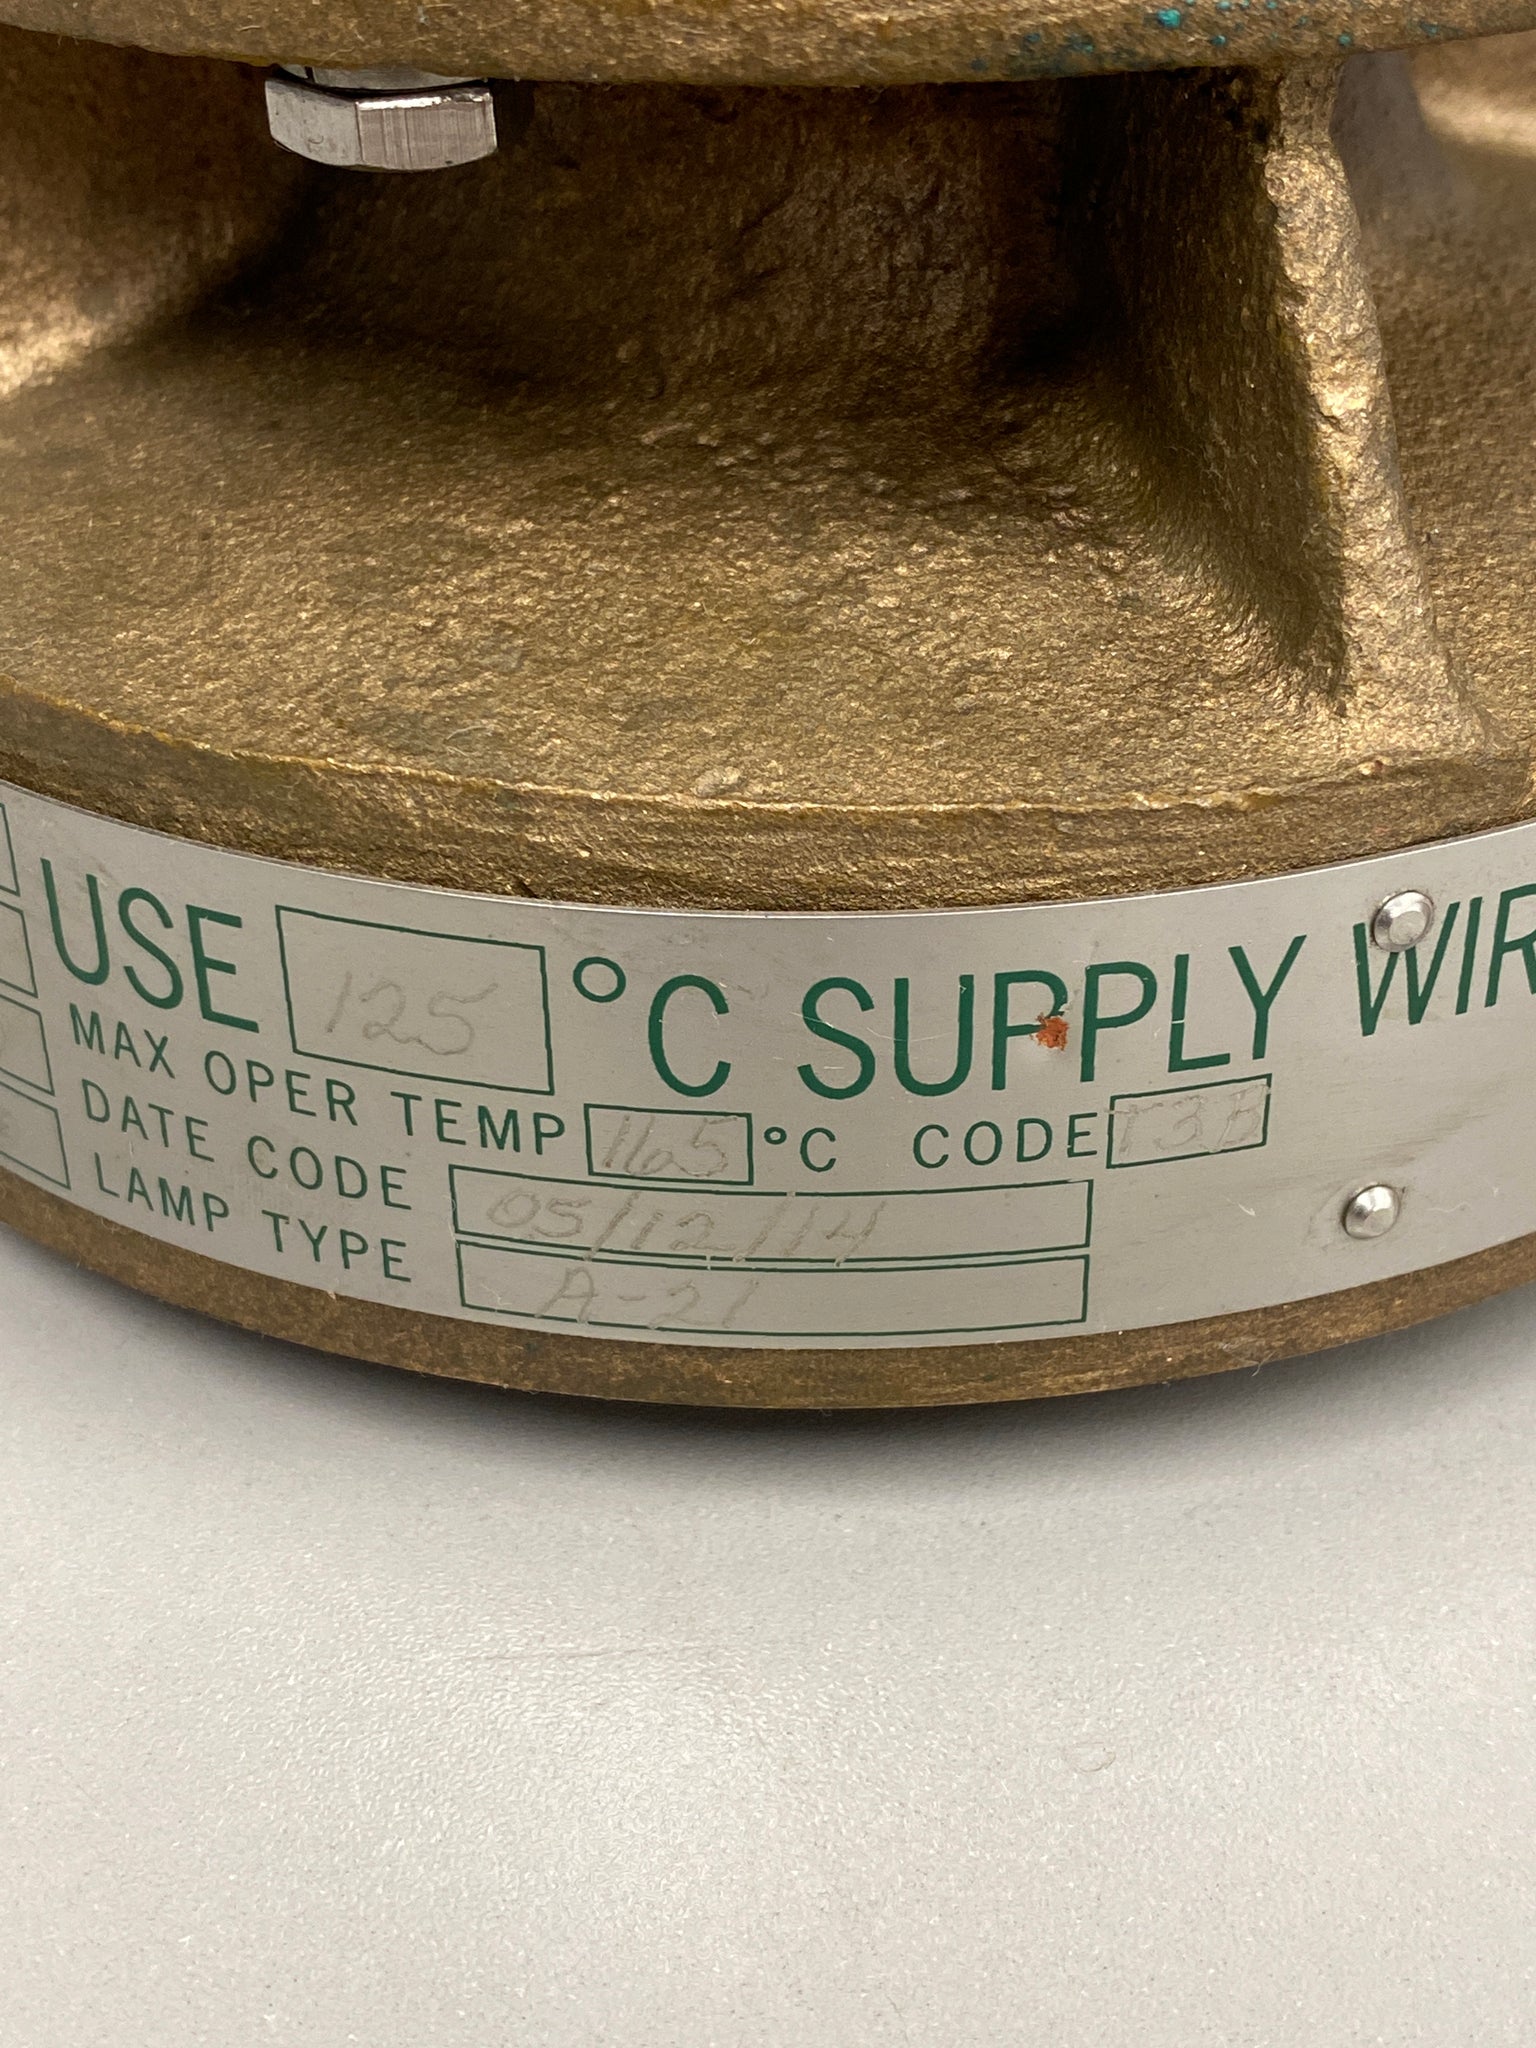 USE 125 °C SUPPLY WIR
MAX OPER TEMP 165 °C CODE T3B
DATE CODE 05/12/14
LAMP TYPE A-21